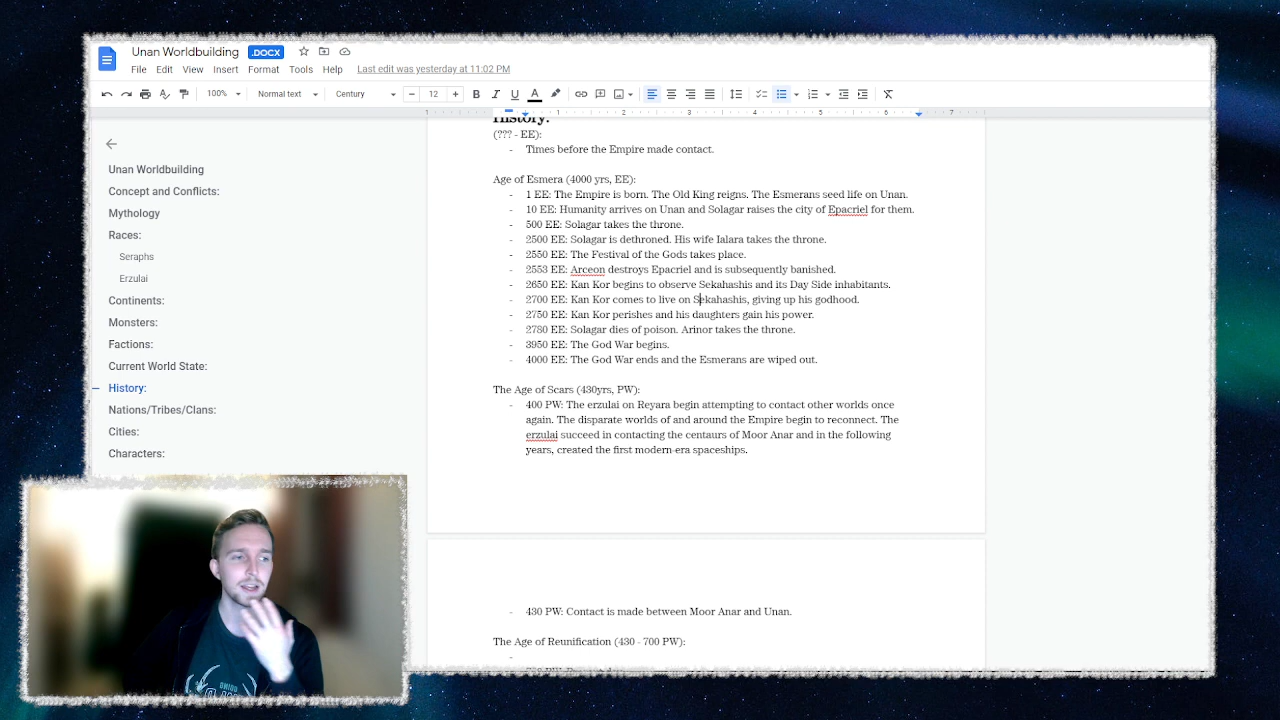 Unan Worldbuilding .DOCX
File Edit View Insert Format Tools Help Last edit was yesterday at 11:02 PM
100% Normal text Century 12 B I U A
1 1 2 3 4 5 6 7
Unan Worldbuilding
Concept and Conflicts:
Mythology
Races:
Seraphs
Erzulai
Continents:
Monsters:
Factions:
Current World State:
History:
Nations/Tribes/Clans:
Cities:
Characters:
History:
(??? - EE):
- Times before the Empire made contact.
Age of Esmera (4000 yrs, EE):
- 1 EE: The Empire is born. The Old King reigns. The Esmerans seed life on Unan.
- 10 EE: Humanity arrives on Unan and Solagar raises the city of Epacriel for them.
- 500 EE: Solagar takes the throne.
- 2500 EE: Solagar is dethroned. His wife Ialara takes the throne.
- 2550 EE: The Festival of the Gods takes place.
- 2553 EE: Arceon destroys Epacriel and is subsequently banished.
- 2650 EE: Kan Kor begins to observe Sekahashis and its Day Side inhabitants.
- 2700 EE: Kan Kor comes to live on Sekahashis, giving up his godhood.
- 2750 EE: Kan Kor perishes and his daughters gain his power.
- 2780 EE: Solagar dies of poison. Arinor takes the throne.
- 3950 EE: The God War begins.
- 4000 EE: The God War ends and the Esmerans are wiped out.
The Age of Scars (430yrs, PW):
- 400 PW: The erzulai on Reyara begin attempting to contact other worlds once
again. The disparate worlds of and around the Empire begin to reconnect. The
erzulai succeed in contacting the centaurs of Moor Anar and in the following
years, created the first modern-era spaceships.
- 430 PW: Contact is made between Moor Anar and Unan.
The Age of Reunification (430 - 700 PW):
-